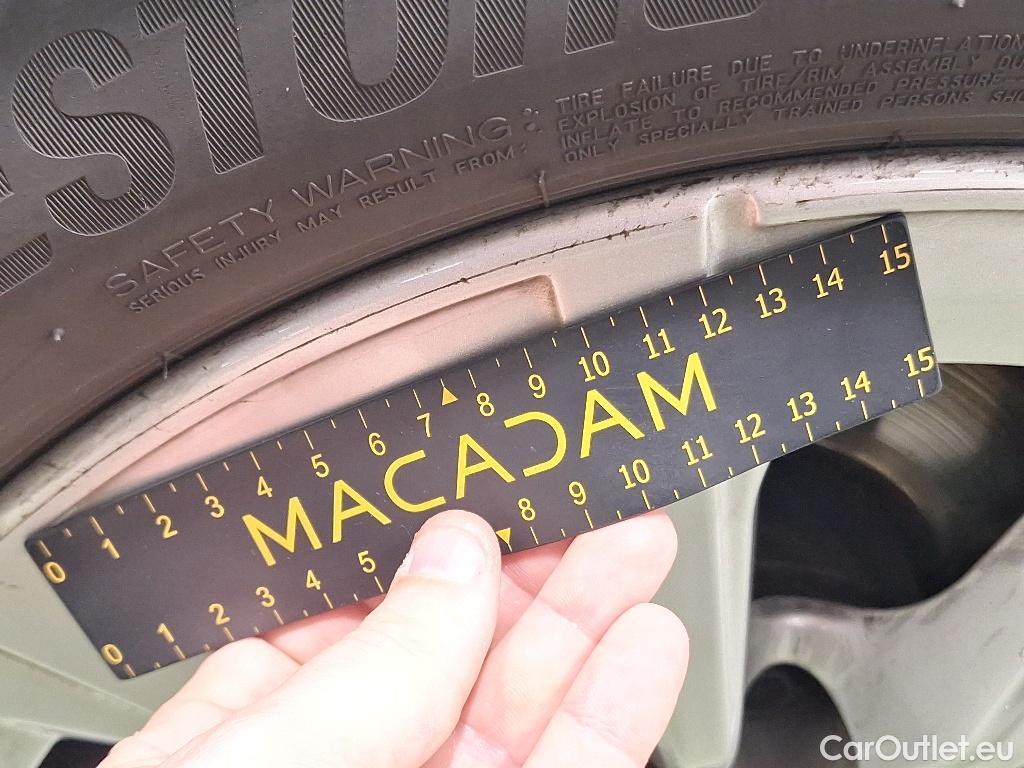 STON
SAFETY WARNING:
SERIOUS INJURY MAY RESULT FROM:
TIRE FAILURE DUE TO UNDERINFLATION
EXPLOSION OF TIRE/RIM ASSEMBLY DU
INFLATE TO RECOMMENDED PRESSURE
ONLY SPECIALLY TRAINED PERSONS SHO
0 1 2 3 4 5 6 7 8 9 10 11 12 13 14 15
MACADAM
0 1 2 3 4 5 8 9 10 11 12 13 14 15
CarOutlet.eu